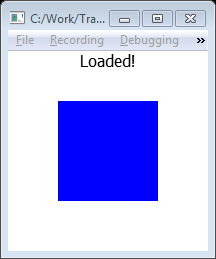 C:/Work/Tra...
File Recording Debugging »
Loaded!